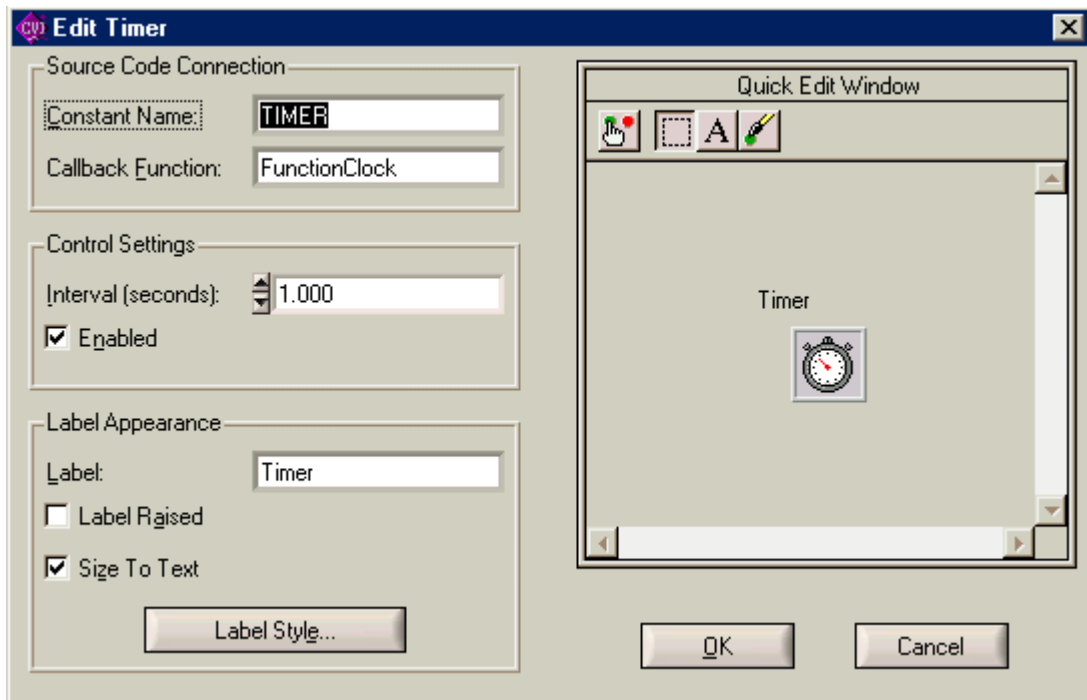 CVI Edit Timer
Source Code Connection
Constant Name: TIMER
Callback Function: FunctionClock
Control Settings
Interval (seconds): 1.000
Enabled
Label Appearance
Label: Timer
Label Raised
Size To Text
Label Style...
Quick Edit Window
A
Timer
OK
Cancel